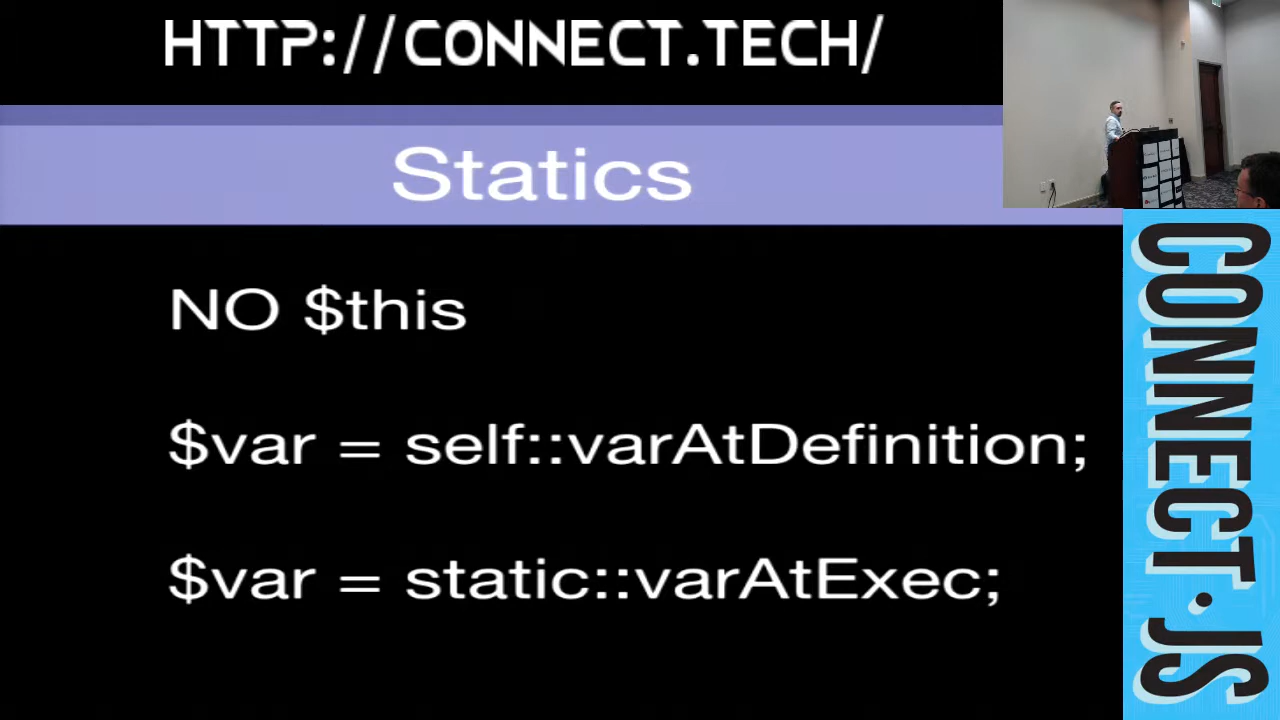 HTTP://CONNECT.TECH/
Statics
NO $this
$var = self::varAtDefinition;
$var = static::varAtExec;
CONNECT.JS